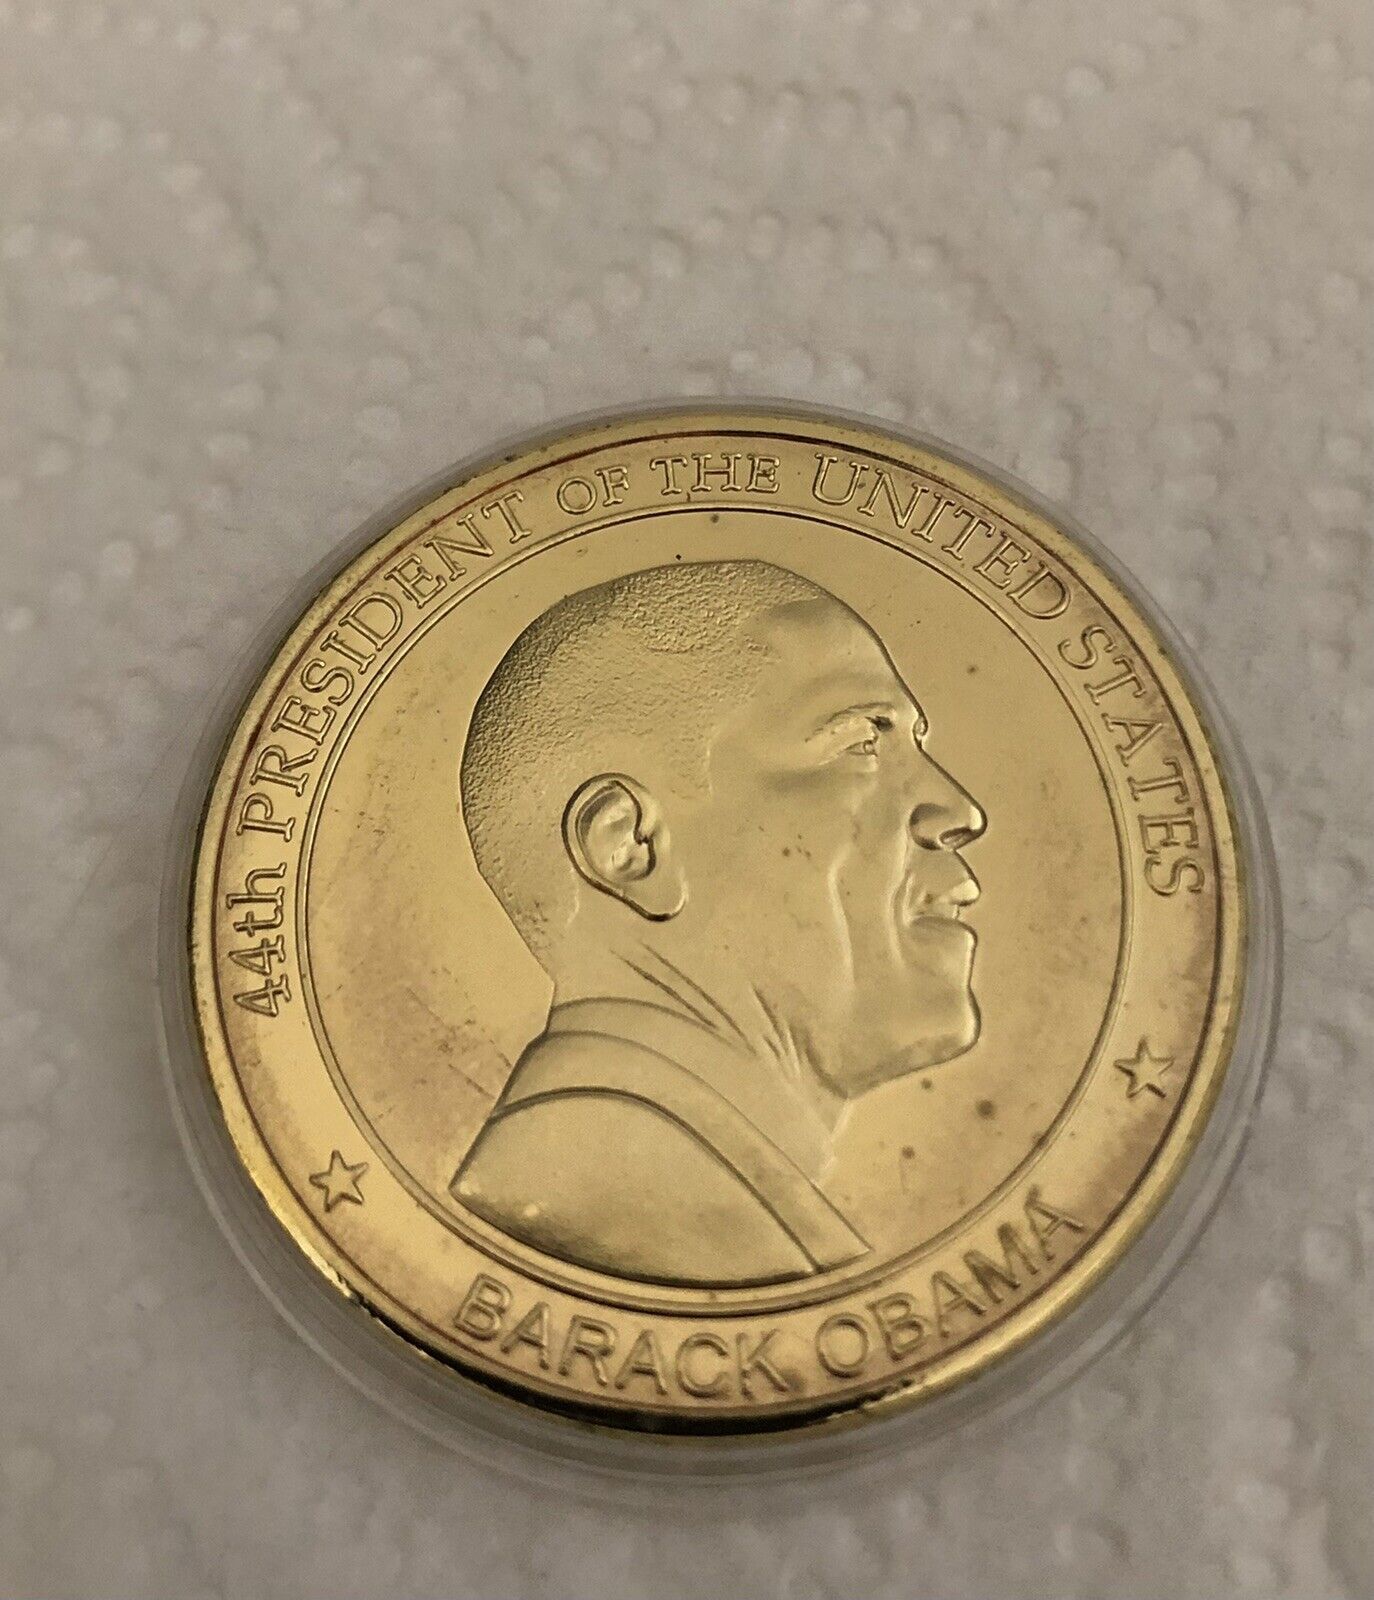 44th PRESIDENT OF THE UNITED STATES
BARACK OBAMA